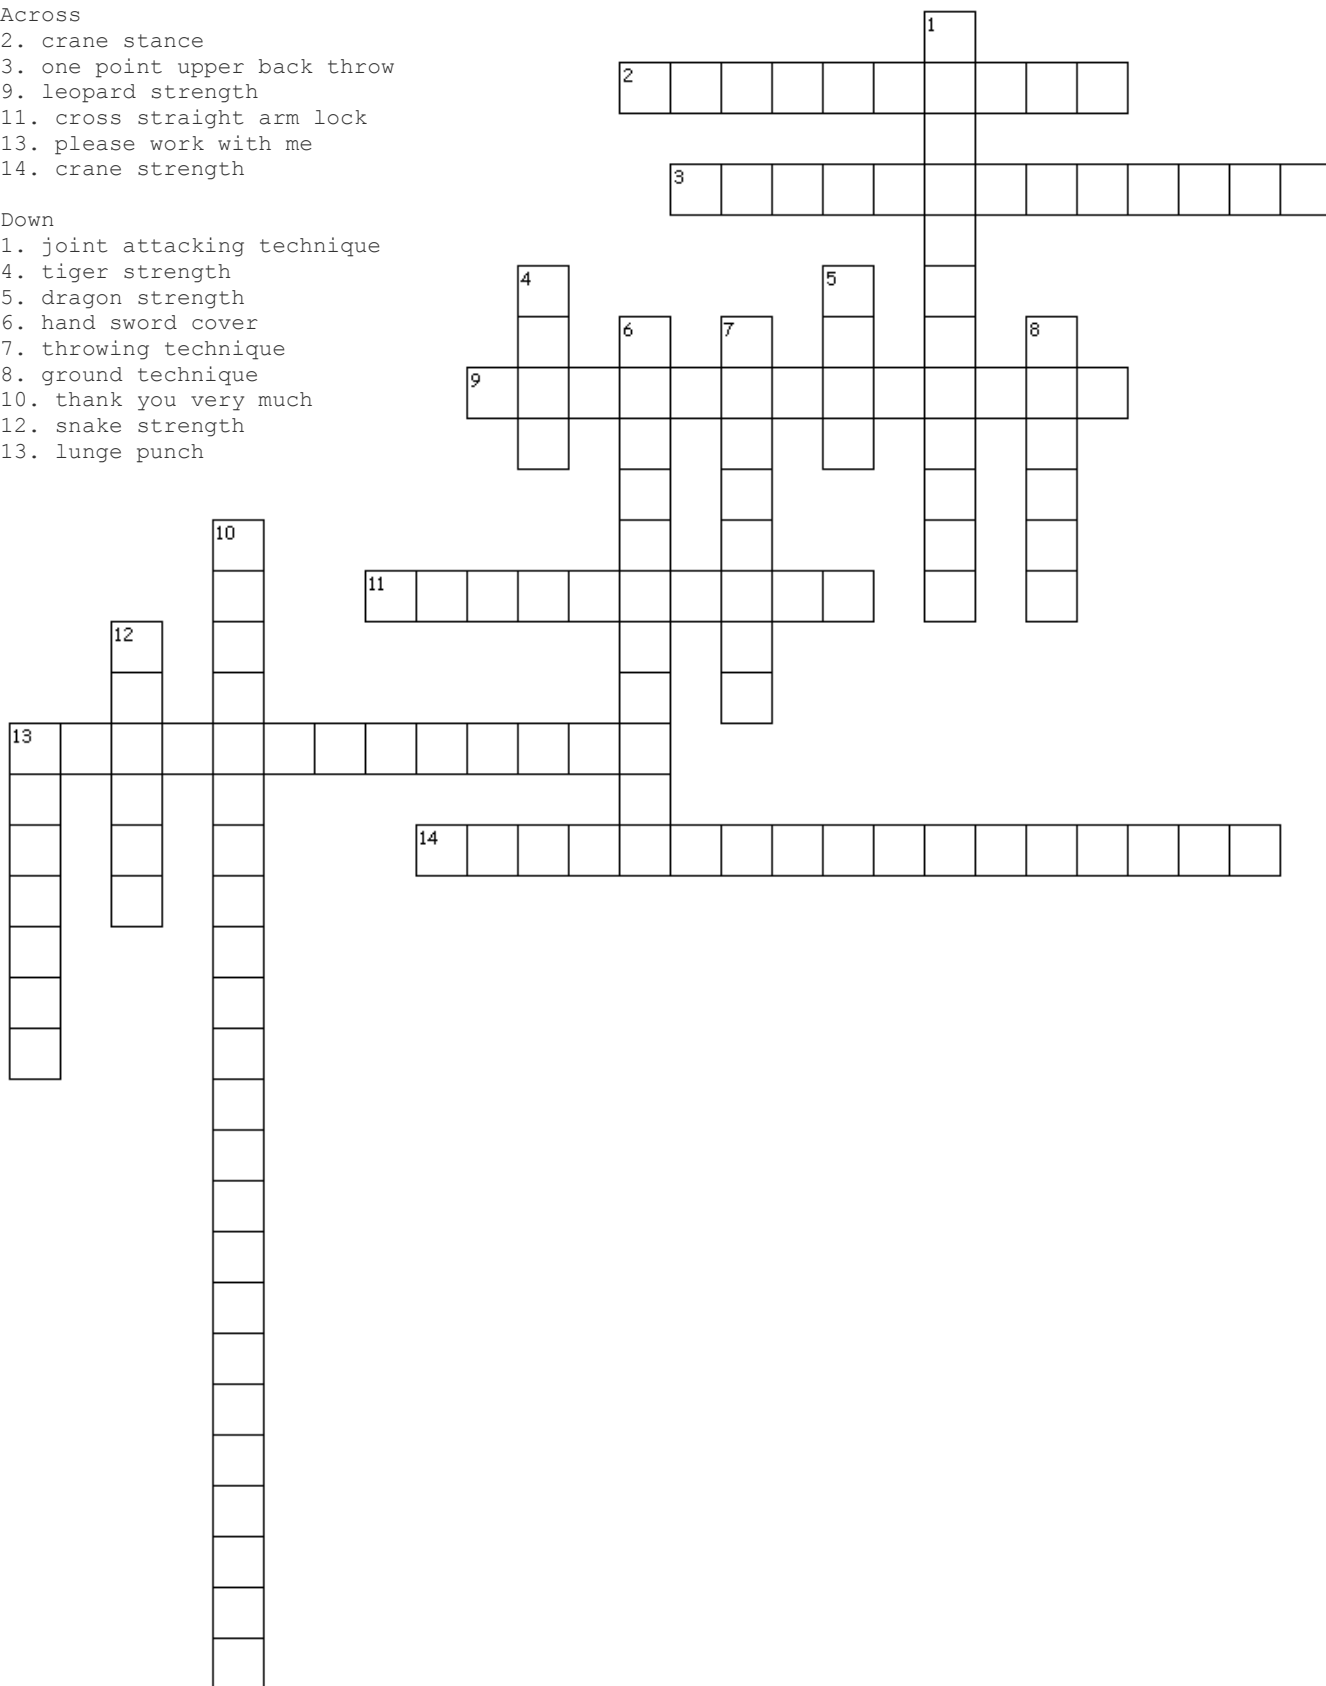 Across
2. crane stance
3. one point upper back throw
9. leopard strength
11. cross straight arm lock
13. please work with me
14. crane strength
Down
1. joint attacking technique
4. tiger strength
5. dragon strength
6. hand sword cover
7. throwing technique
8. ground technique
10. thank you very much
12. snake strength
13. lunge punch
1
2
3
4
5
6
7
8
9
10
11
12
13
14